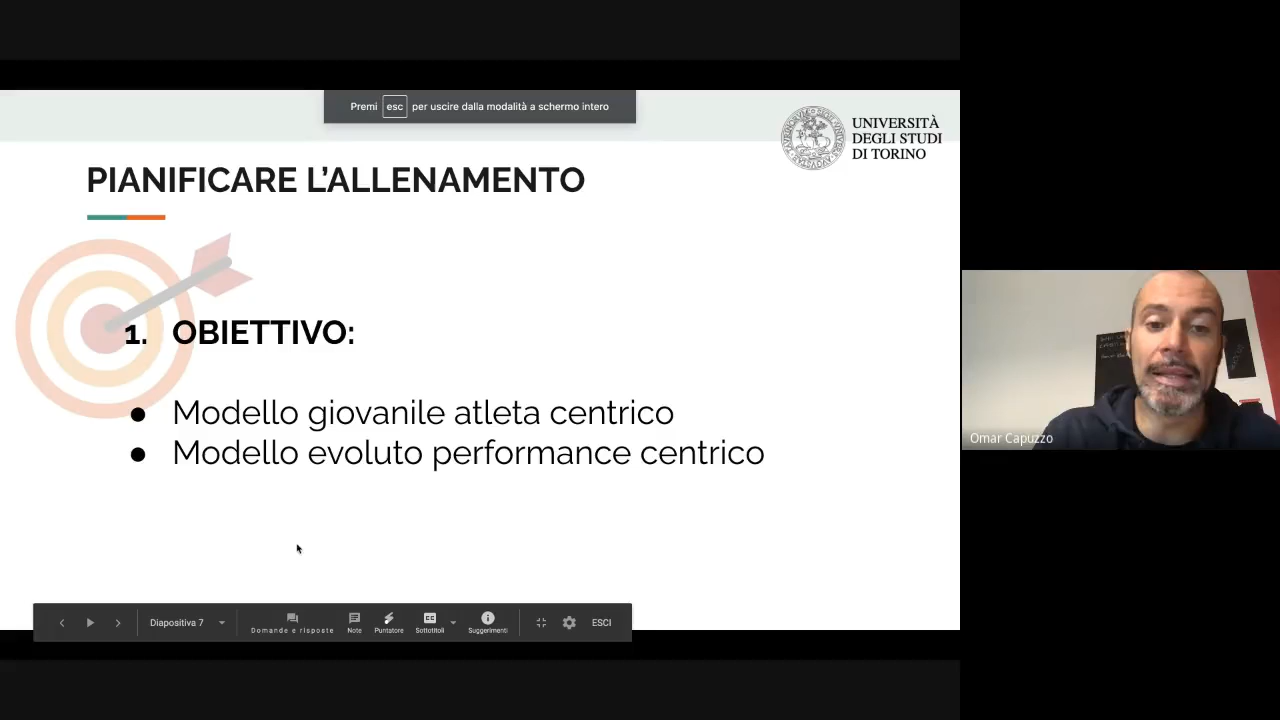 Premi esc per uscire dalla modalità a schermo intero
UNIVERSITÀ
DEGLI STUDI
DI TORINO
PIANIFICARE L’ALLENAMENTO
1. OBIETTIVO:
● Modello giovanile atleta centrico
● Modello evoluto performance centrico
Omar Capuzzo
Diapositiva 7
Domande e risposte
Note
Puntatore
Sottotitoli
Suggerimenti
ESCI